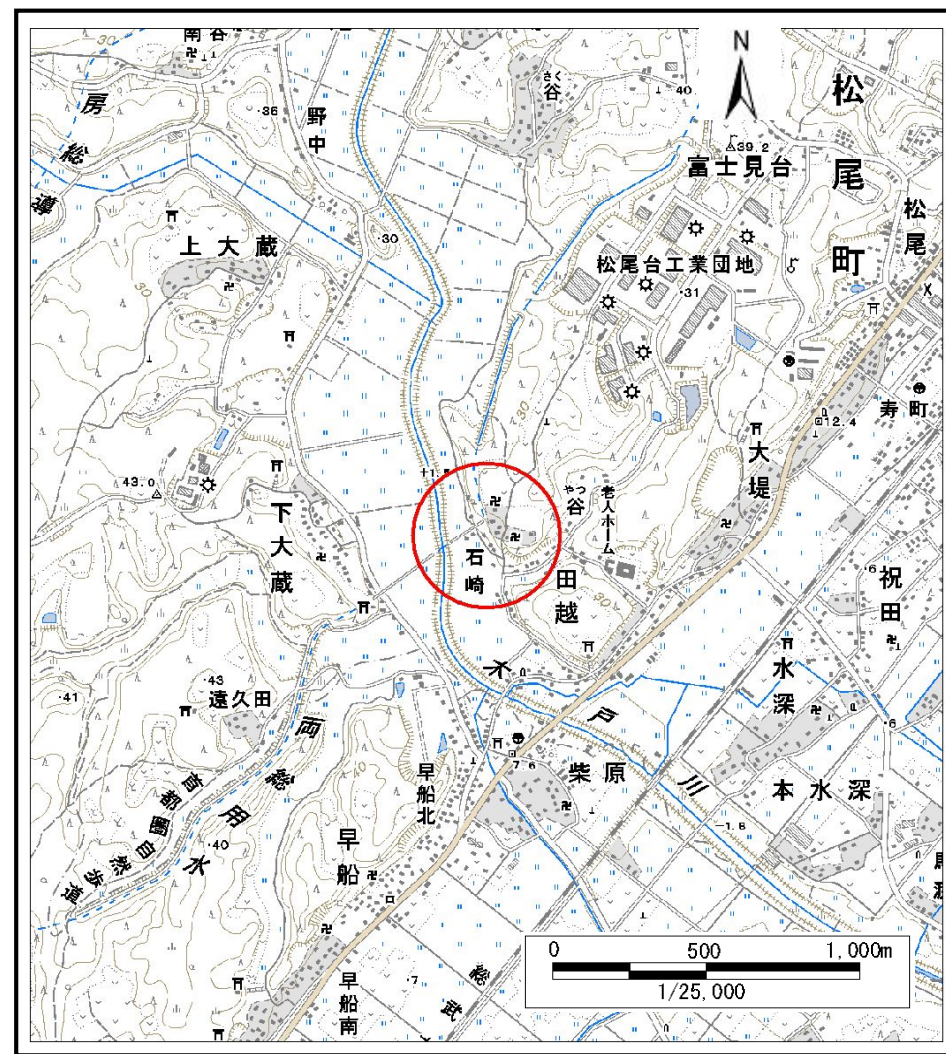 南谷
30
房総導
・36
野中
さく
谷
40
N
松尾町
39.2
富士見台
松尾
上大蔵
・30
松尾台工業団地
・31
30
30
寿町
12.4
大堤
43.0
下大蔵
石崎
やつ
谷
老人ホーム
田越
30
・6
祝田
・41
・43
遠久田
両総用水
木戸川
水深
・6
7.6
柴原
早船北
首都圏自然歩道
・40
早船
本水深
-1.6
0 500 1,000m
1/25,000
早船南
・7
総武